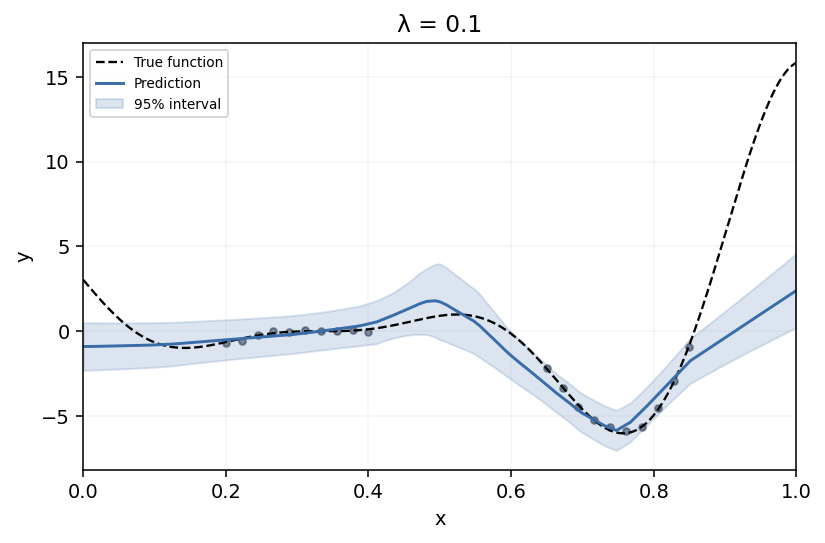 λ = 0.1
True function
Prediction
95% interval
y
15
10
5
0
−5
0.0 0.2 0.4 0.6 0.8 1.0
x